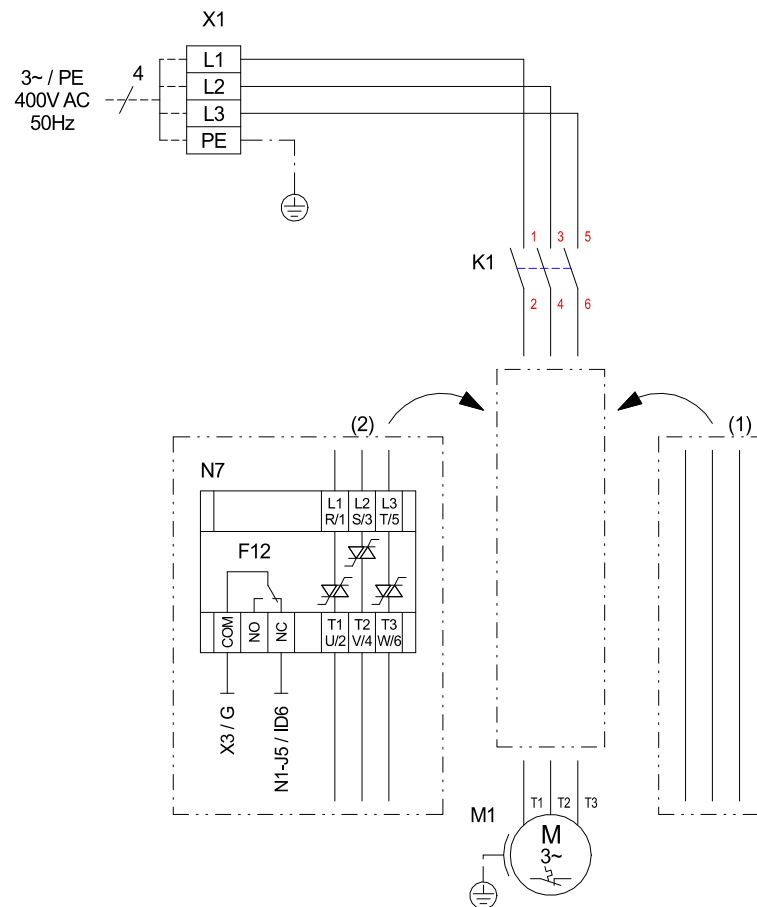 X1
L1
L2
L3
PE
4
3~ / PE
400V AC
50Hz
K1
1 3 5
2 4 6
(2)
(1)
N7
L1 L2 L3
R/1 S/3 T/5
F12
COM NO NC
T1 T2 T3
U/2 V/4 W/6
X3 / G
N1-J5 / ID6
T1 T2 T3
M1
M
3~